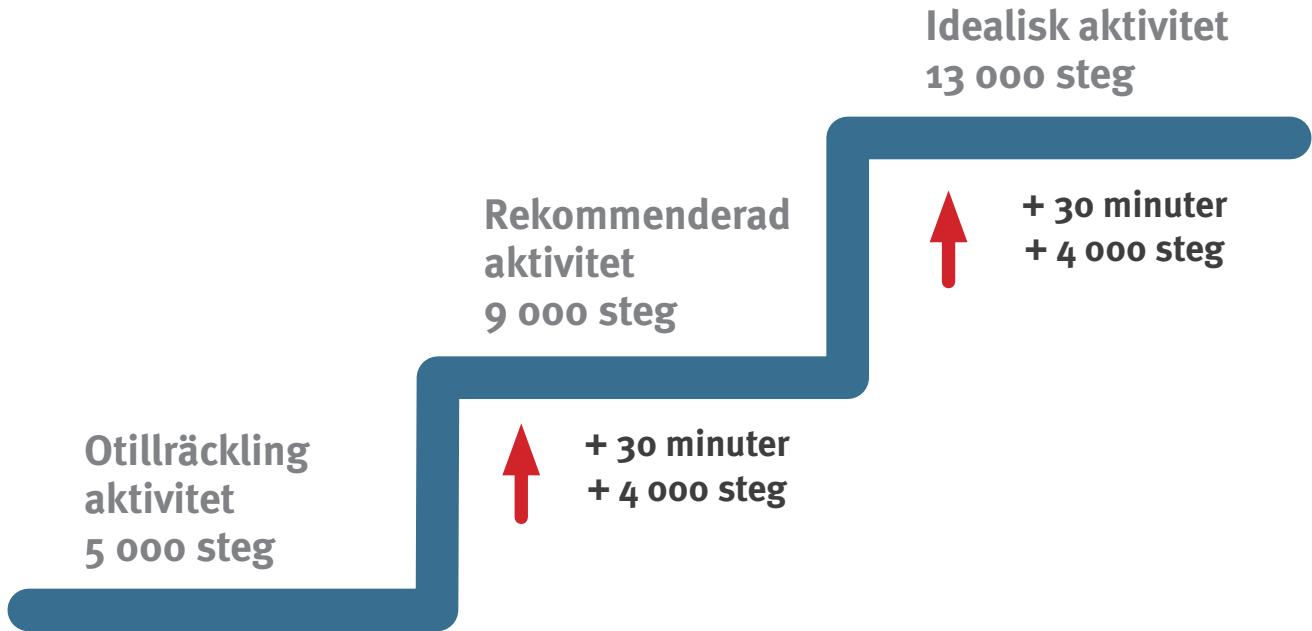 Idealisk aktivitet
13 000 steg
+ 30 minuter
+ 4 000 steg
Rekommenderad
aktivitet
9 000 steg
+ 30 minuter
+ 4 000 steg
Otillräckling
aktivitet
5 000 steg